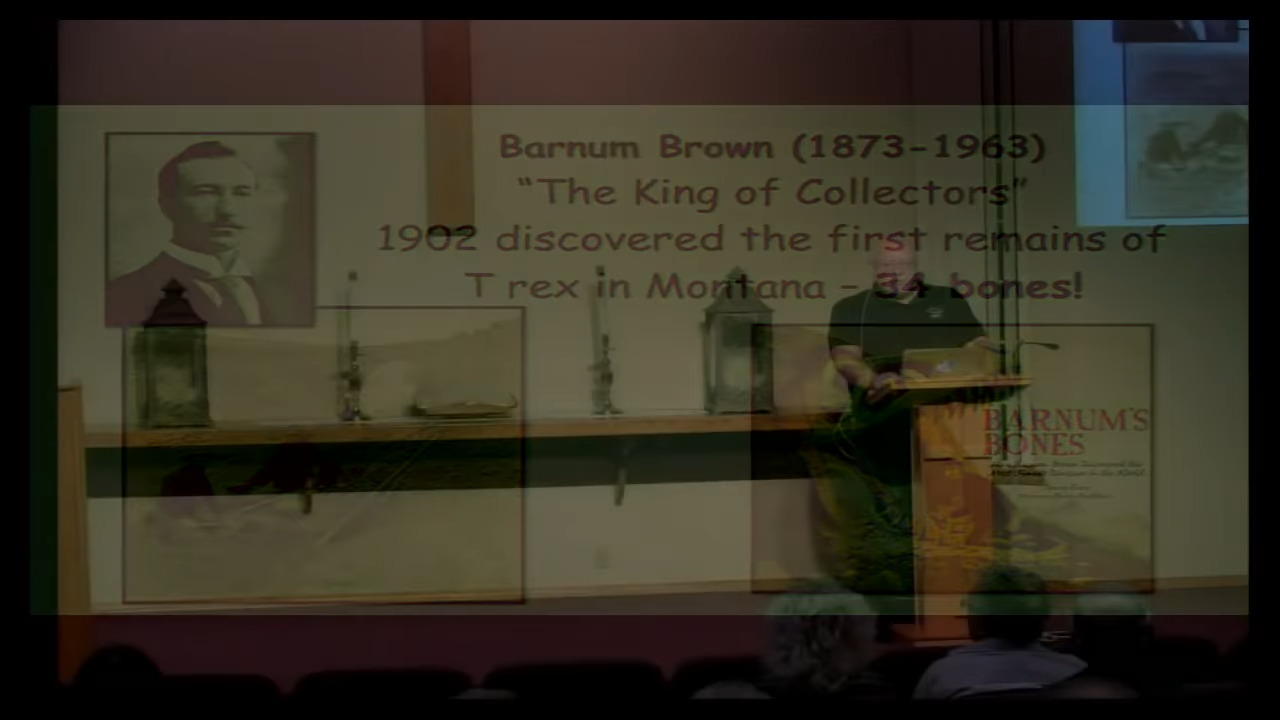 Barnum Brown (1873-1963)
“The King of Collectors”
1902 discovered the first remains of
T rex in Montana - 34 bones!
BARNUM'S
BONES